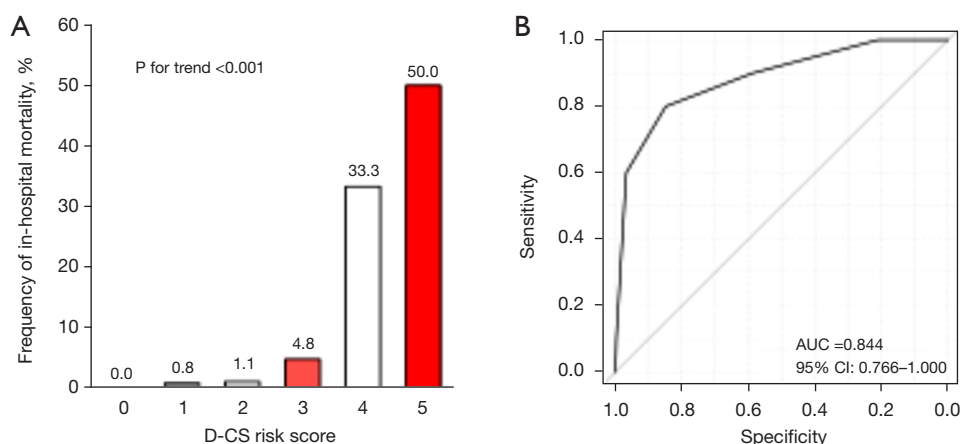 A
Frequency of in-hospital mortality, %
60
50
40
30
20
10
0
P for trend <0.001
0.0
0.8
1.1
4.8
33.3
50.0
0 1 2 3 4 5
D-CS risk score
B
Sensitivity
1.0
0.8
0.6
0.4
0.2
0.0
AUC =0.844
95% CI: 0.766–1.000
1.0 0.8 0.6 0.4 0.2 0.0
Specificity